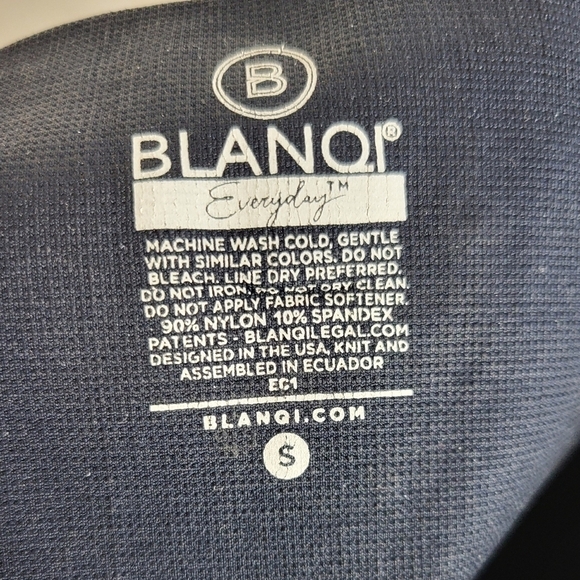 B
BLANQI®
Everyday™
MACHINE WASH COLD, GENTLE,
WITH SIMILAR COLORS. DO NOT
BLEACH. LINE DRY PREFERRED.
DO NOT IRON. DO NOT DRY CLEAN.
DO NOT APPLY FABRIC SOFTENER.
90% NYLON 10% SPANDEX
PATENTS - BLANQILEGAL.COM
DESIGNED IN THE USA, KNIT AND
ASSEMBLED IN ECUADOR
EC1
BLANQI.COM
S